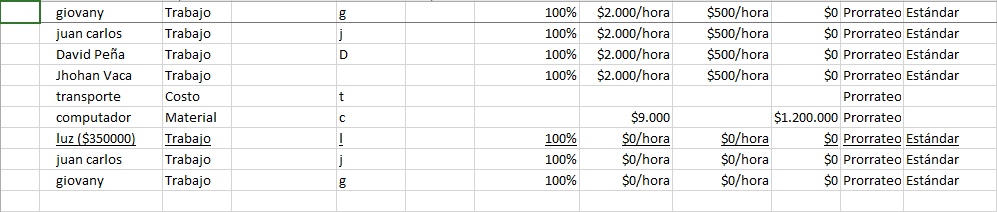 giovany Trabajo g 100% $2.000/hora $500/hora $0 Prorrateo Estándar
juan carlos Trabajo j 100% $2.000/hora $500/hora $0 Prorrateo Estándar
David Peña Trabajo D 100% $2.000/hora $500/hora $0 Prorrateo Estándar
Jhohan Vaca Trabajo 100% $2.000/hora $500/hora $0 Prorrateo Estándar
transporte Costo t Prorrateo
computador Material c $9.000 $1.200.000 Prorrateo
luz ($350000) Trabajo l 100% $0/hora $0/hora $0 Prorrateo Estándar
juan carlos Trabajo j 100% $0/hora $0/hora $0 Prorrateo Estándar
giovany Trabajo g 100% $0/hora $0/hora $0 Prorrateo Estándar